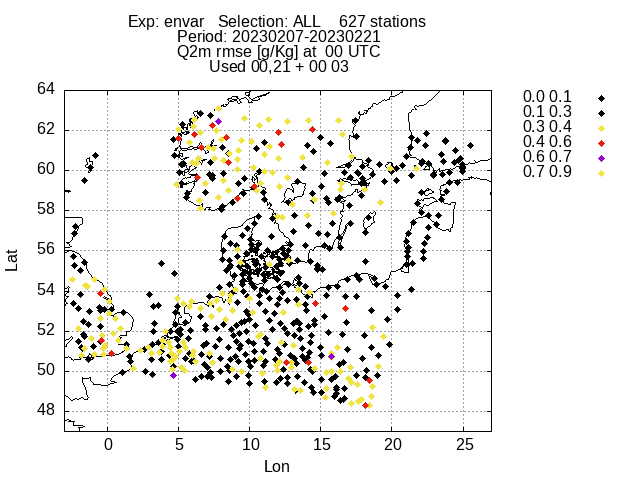 Exp: envar   Selection: ALL    627 stations
Period: 20230207-20230221
Q2m rmse [g/Kg] at  00 UTC
Used 00,21 + 00 03
64
62
60
58
56
54
52
50
48
0 5 10 15 20 25
Lat
Lon
0.0 0.1
0.1 0.3
0.3 0.4
0.4 0.6
0.6 0.7
0.7 0.9